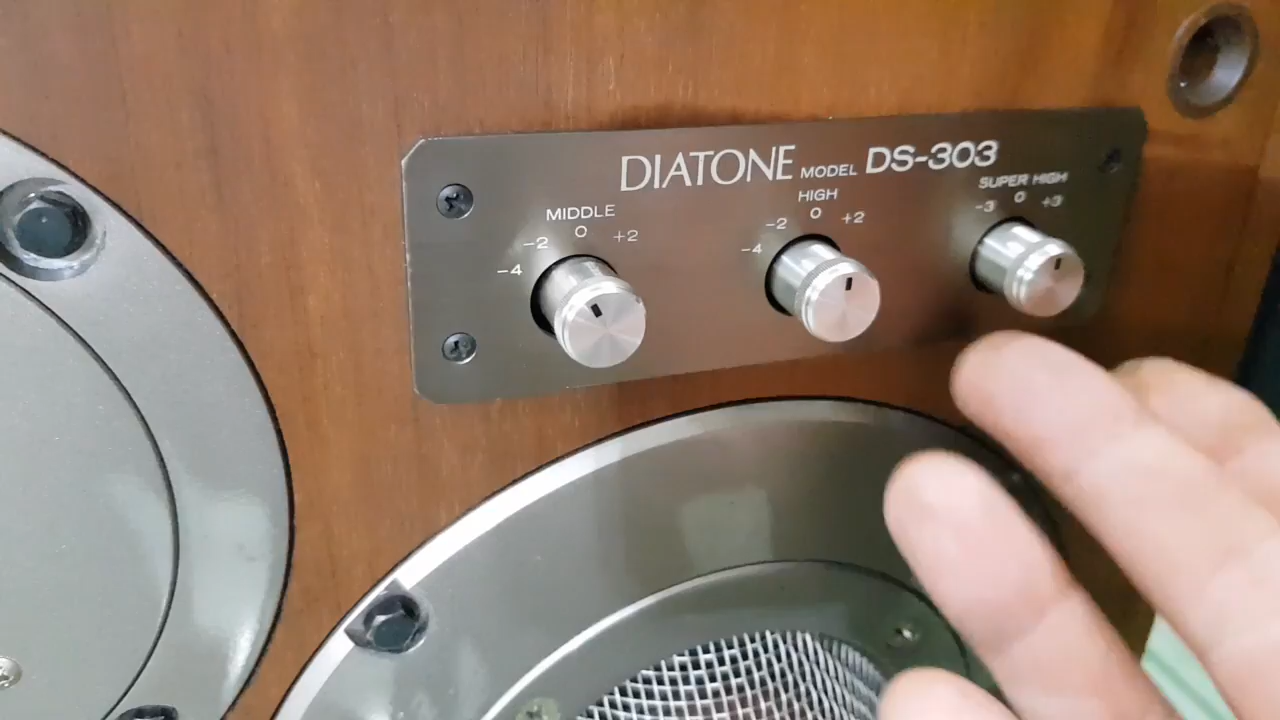 DIATONE MODEL DS-303
MIDDLE
-4 -2 0 +2
HIGH
-4 -2 0 +2
SUPER HIGH
-3 0 +3